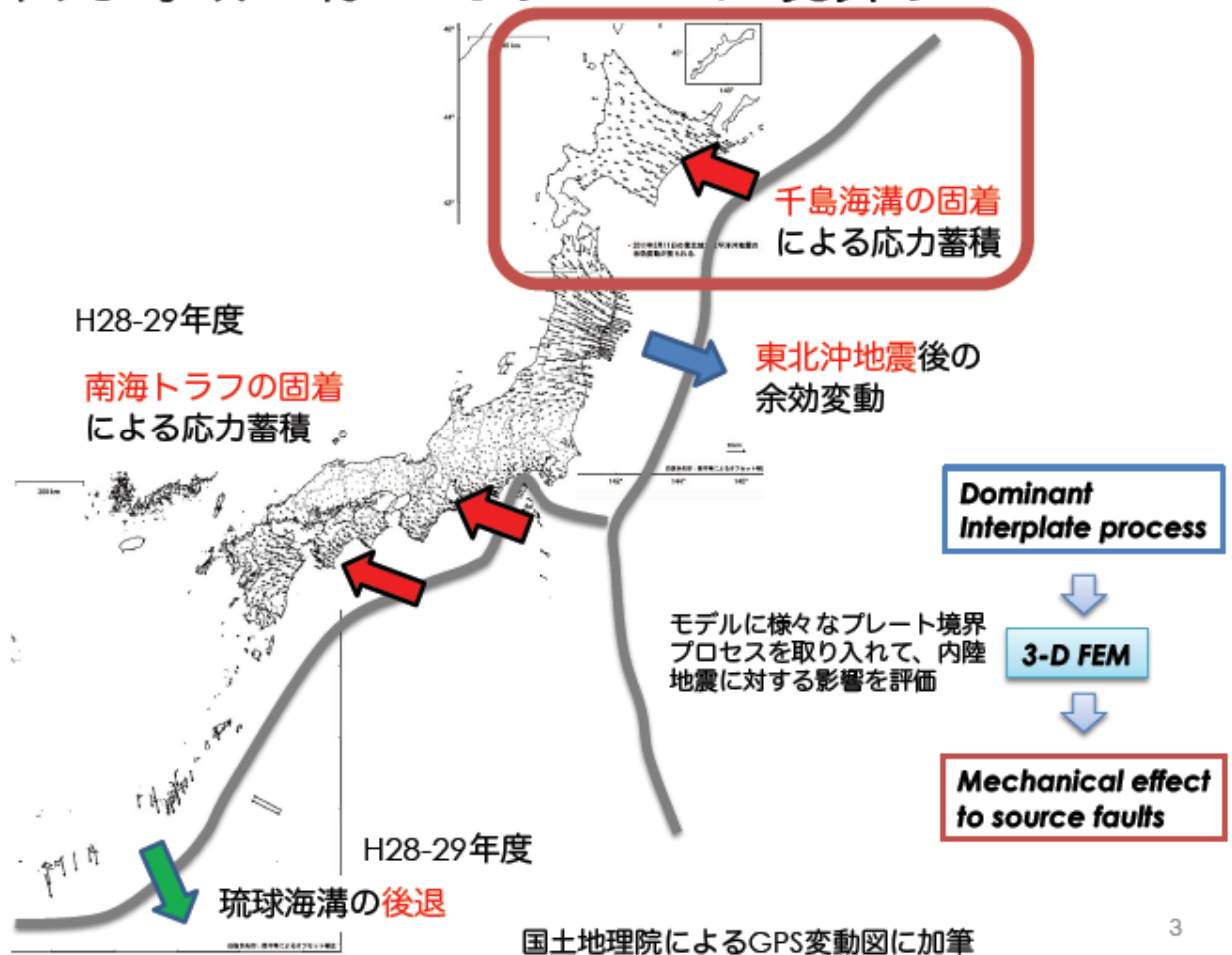 千島海溝の固着
による応力蓄積
H28-29年度
東北沖地震後の
余効変動
南海トラフの固着
による応力蓄積
142°
144°
Dominant
Interplate process
モデルに様々なプレート境界
プロセスを取り入れて、内陸
地震に対する影響を評価
3-D FEM
Mechanical effect
to source faults
H28-29年度
琉球海溝の後退
国土地理院によるGPS変動図に加筆
3